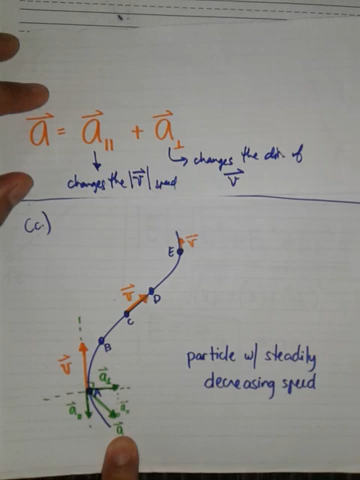 a⃗ = a⃗∥ + a⃗⊥
changes the |v⃗| speed
changes the dir. of
v⃗
(c.)
E v⃗
v⃗ D
C
B
v⃗
a⃗⊥
A
a⃗∥
a⃗
particle w/ steadily
decreasing speed